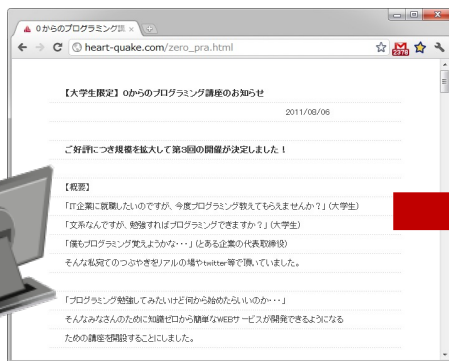 0からのプログラミング講
heart-quake.com/zero_pra.html
2376
【大学生限定】0からのプログラミング講座のお知らせ
2011/08/06
ご好評につき規模を拡大して第3回の開催が決定しました！
【概要】
「IT企業に就職したいのですが、今度プログラミング教えてもらえませんか？」（大学生）
「文系なんですが、勉強すればプログラミングできますか？」（大学生）
「僕もプログラミング覚えようかな・・・」（とある企業の代表取締役）
そんな私宛てのつぶやきをリアルの場やtwitter等で頂いていました。
「プログラミング勉強してみたいけど何から始めたらいいのか・・・」
そんなみなさんのために知識ゼロから簡単なWEBサービスが開発できるようになる
ための講座を開設することにしました。